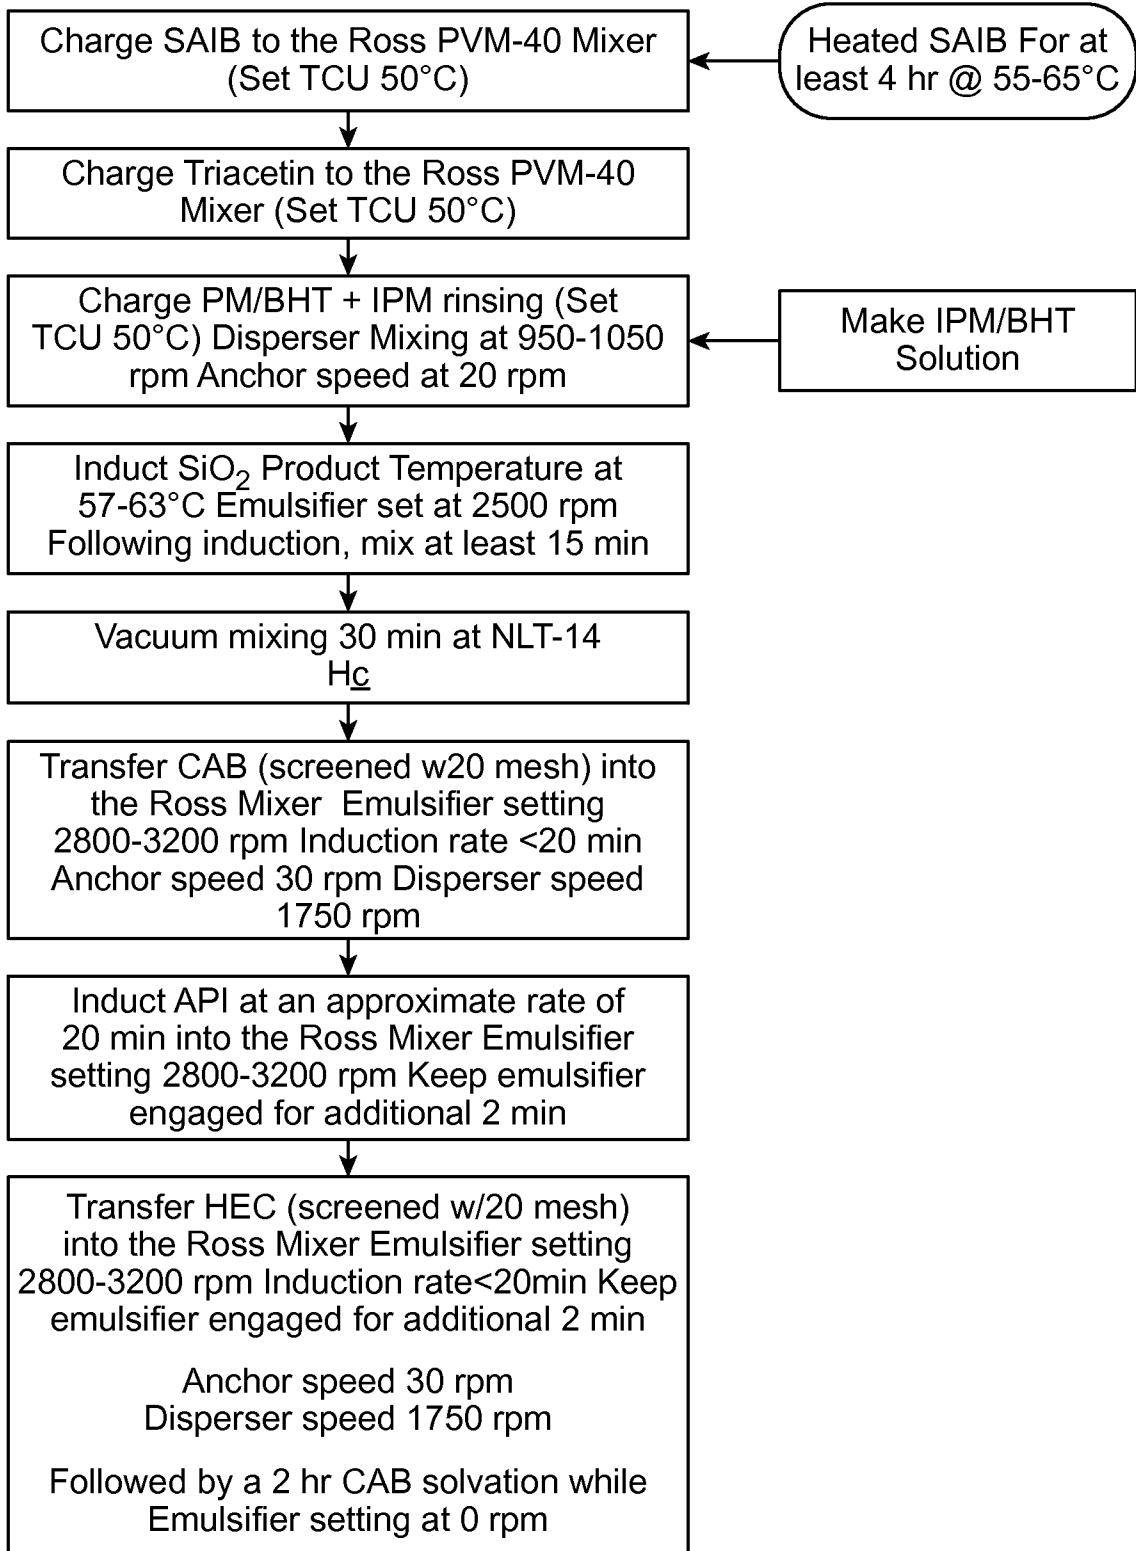 Charge SAIB to the Ross PVM-40 Mixer
(Set TCU 50°C)
Heated SAIB For at
least 4 hr @ 55-65°C
Charge Triacetin to the Ross PVM-40
Mixer (Set TCU 50°C)
Charge PM/BHT + IPM rinsing (Set
TCU 50°C) Disperser Mixing at 950-1050
rpm Anchor speed at 20 rpm
Make IPM/BHT
Solution
Induct SiO2 Product Temperature at
57-63°C Emulsifier set at 2500 rpm
Following induction, mix at least 15 min
Vacuum mixing 30 min at NLT-14
Hc
Transfer CAB (screened w20 mesh) into
the Ross Mixer Emulsifier setting
2800-3200 rpm Induction rate <20 min
Anchor speed 30 rpm Disperser speed
1750 rpm
Induct API at an approximate rate of
20 min into the Ross Mixer Emulsifier
setting 2800-3200 rpm Keep emulsifier
engaged for additional 2 min
Transfer HEC (screened w/20 mesh)
into the Ross Mixer Emulsifier setting
2800-3200 rpm Induction rate<20min Keep
emulsifier engaged for additional 2 min
Anchor speed 30 rpm
Disperser speed 1750 rpm
Followed by a 2 hr CAB solvation while
Emulsifier setting at 0 rpm